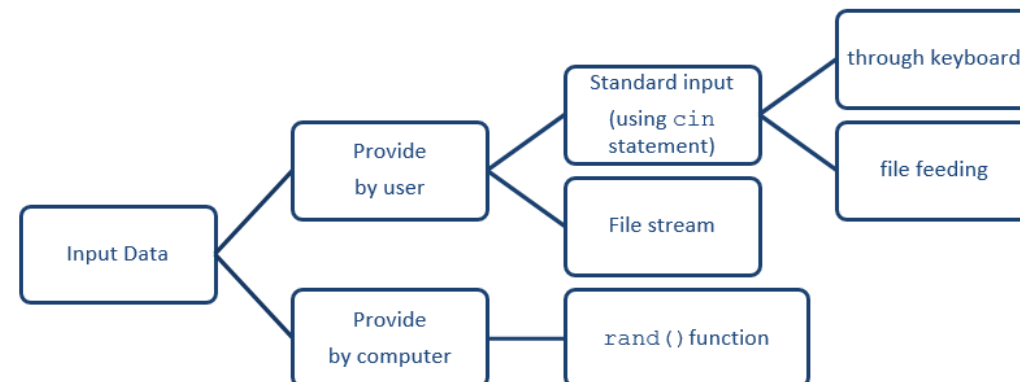 Input Data
Provide
by user
Provide
by computer
Standard input
(using cin
statement)
File stream
rand() function
through keyboard
file feeding